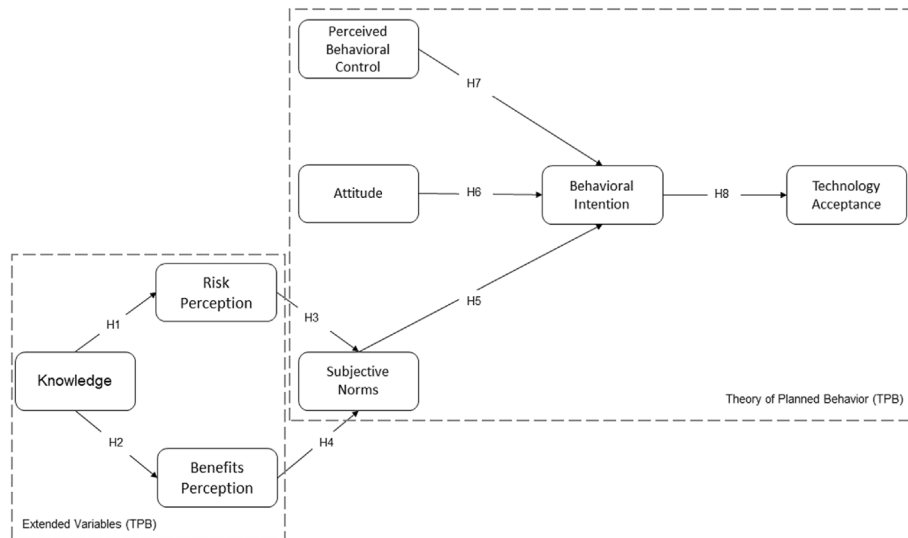 Perceived
Behavioral
Control
H7
Attitude
H6
Behavioral
Intention
H8
Technology
Acceptance
Risk
Perception
H5
H3
H1
Knowledge
Subjective
Norms
Theory of Planned Behavior (TPB)
H2
H4
Benefits
Perception
Extended Variables (TPB)